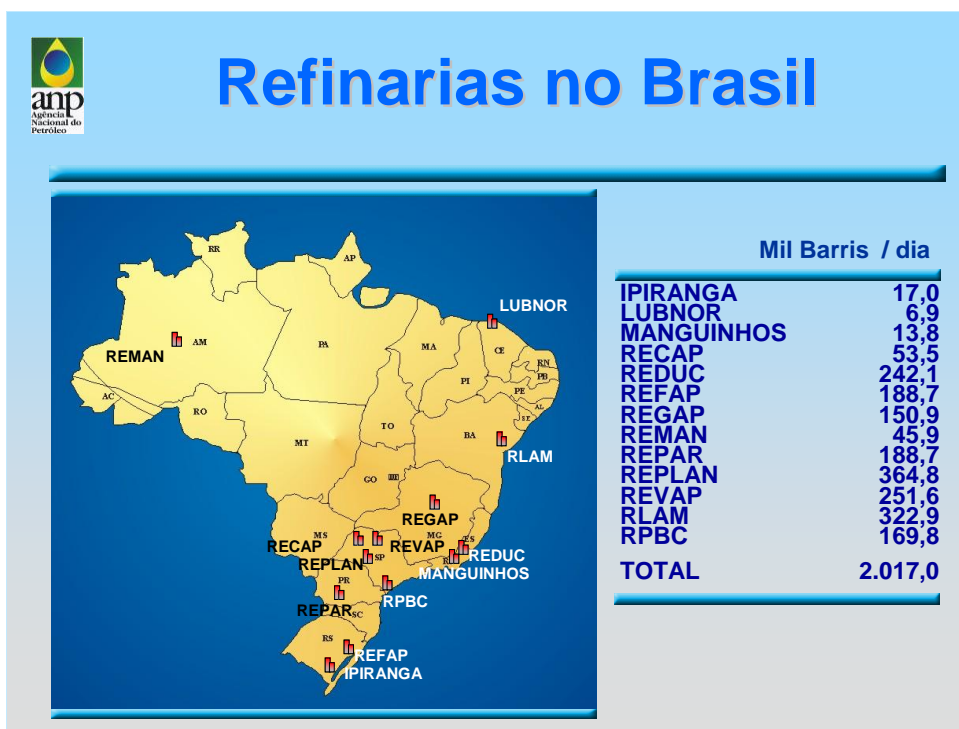 anp
Agência
Nacional do
Petróleo
Refinarias no Brasil
RR
AP
LUBNOR
REMAN
AM
PA
MA
CE
RN
PB
PI
PE
AL
SE
AC
RO
TO
BA
MT
RLAM
GO
DF
REGAP
MS
MG
ES
RECAP
REVAP
REDUC
REPLAN
SP
MANGUINHOS
PR
RPBC
REPAR
SC
RS
REFAP
IPIRANGA
Mil Barris / dia
IPIRANGA 17,0
LUBNOR 6,9
MANGUINHOS 13,8
RECAP 53,5
REDUC 242,1
REFAP 188,7
REGAP 150,9
REMAN 45,9
REPAR 188,7
REPLAN 364,8
REVAP 251,6
RLAM 322,9
RPBC 169,8
TOTAL 2.017,0